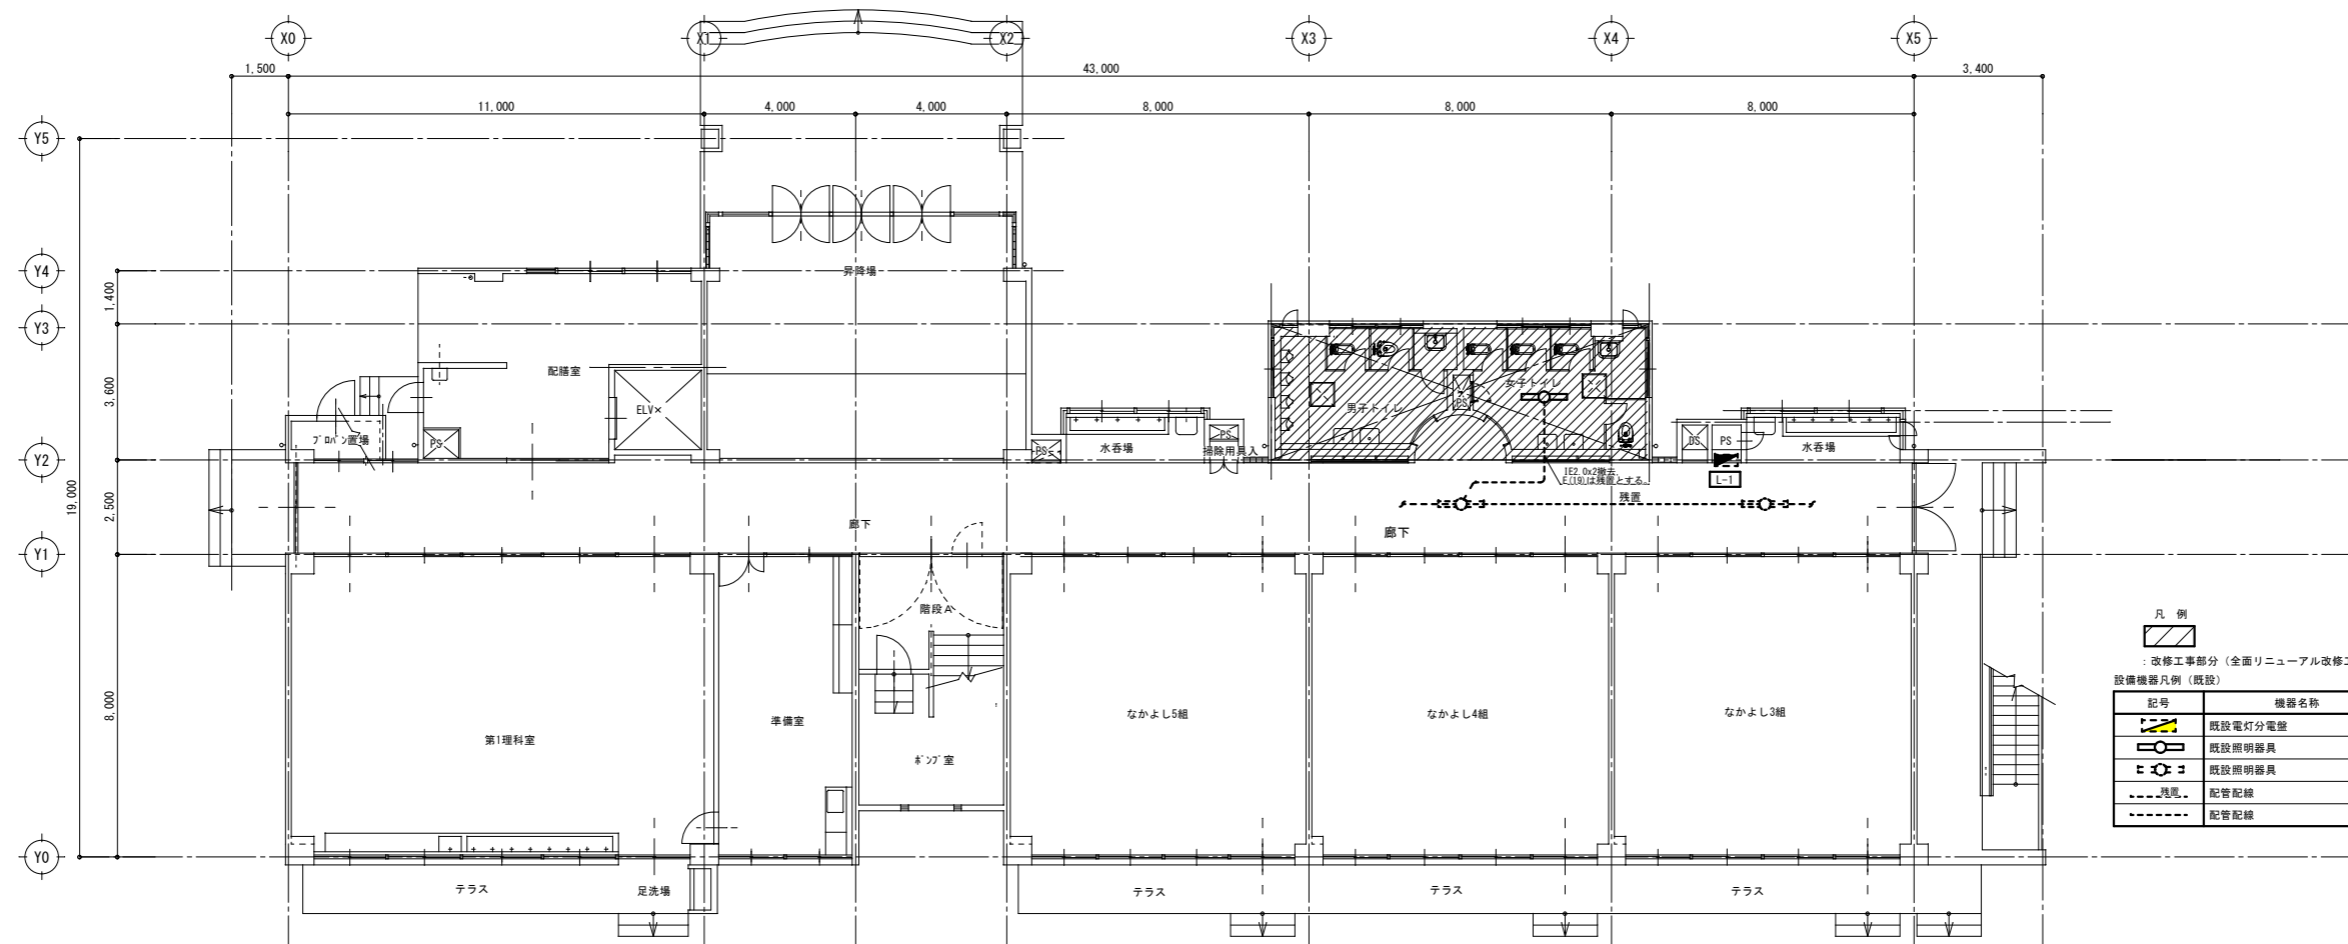 X0
X1
X2
X3
X4
X5
1,500
43,000
3,400
11,000
4,000
4,000
8,000
8,000
8,000
Y5
Y4
Y3
Y2
Y1
Y0
19,000
1,400
3,600
2,500
8,000
昇降場
配膳室
ELV×
プロパン置場
PS
PS
水呑場
PS
掃除用具入
男子トイレ
PS
女子トイレ
DS
PS
水呑場
L-1
IE2.0x2撤去.
E(19)は残置とする.
残置
廊下
廊下
階段A
第1理科室
準備室
ポンプ室
なかよし5組
なかよし4組
なかよし3組
テラス
足洗場
テラス
テラス
テラス
凡 例
:改修工事部分(全面リニューアル改修
設備機器凡例(既設)
記号 機器名称
既設電灯分電盤
既設照明器具
既設照明器具
残置 配管配線
配管配線